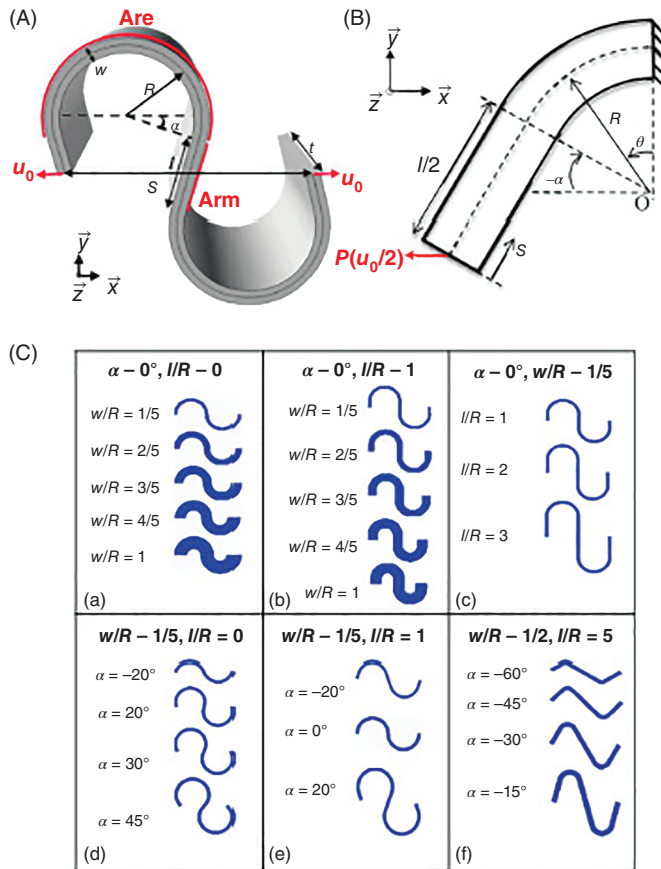 (A)
Are
w
R
α
t
u₀
S
u₀
Arm
y
z
x
(B)
y
z
x
l/2
R
θ
−α
O
S
P(u₀/2)
(C)
α – 0°, l/R – 0
w/R = 1/5
w/R = 2/5
w/R = 3/5
w/R = 4/5
w/R = 1
(a)
α – 0°, l/R – 1
w/R = 1/5
w/R = 2/5
w/R = 3/5
w/R = 4/5
w/R = 1
(b)
α – 0°, w/R – 1/5
l/R = 1
l/R = 2
l/R = 3
(c)
w/R – 1/5, l/R = 0
α = –20°
α = 20°
α = 30°
α = 45°
(d)
w/R – 1/5, l/R = 1
α = –20°
α = 0°
α = 20°
(e)
w/R – 1/2, l/R = 5
α = –60°
α = –45°
α = –30°
α = –15°
(f)